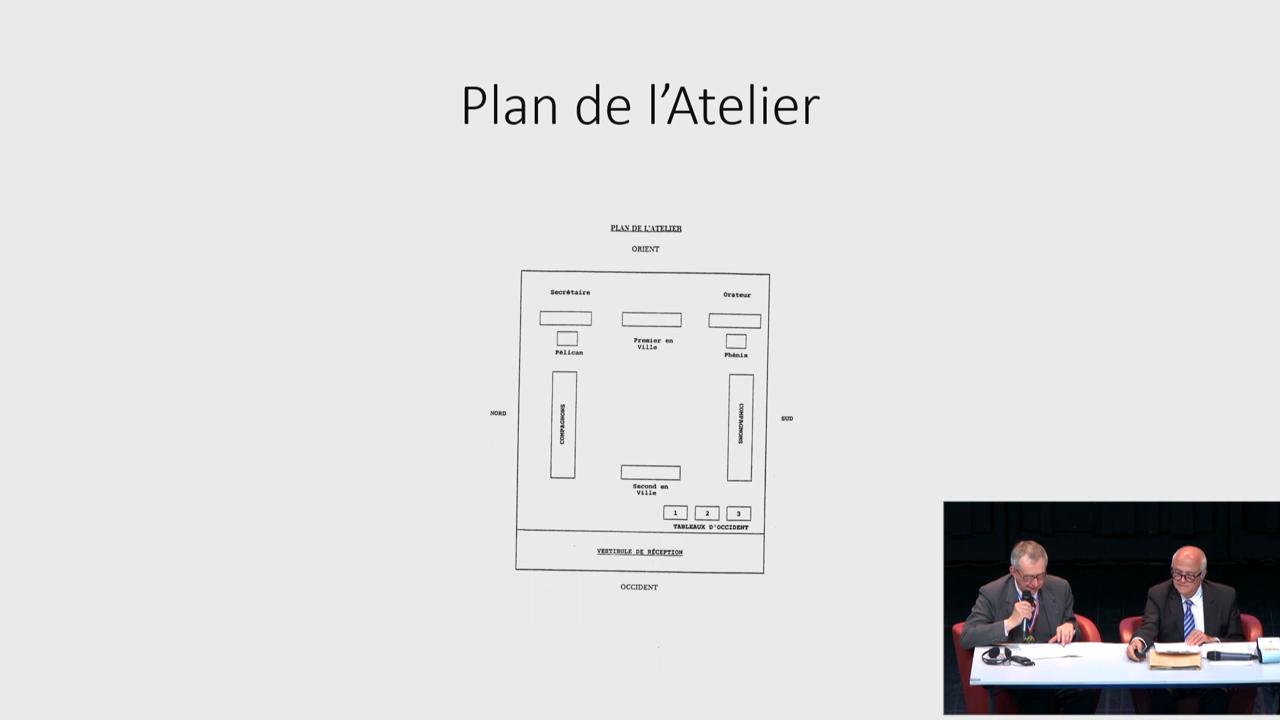 Plan de l’Atelier
PLAN DE L'ATELIER
ORIENT
Secrétaire
Orateur
Premier en
Ville
Pélican
Phénix
NORD
COMPAGNONS
COMPAGNONS
SUD
Second en
Ville
1 2 3
TABLEAUX D'OCCIDENT
VESTIBULE DE RÉCEPTION
OCCIDENT